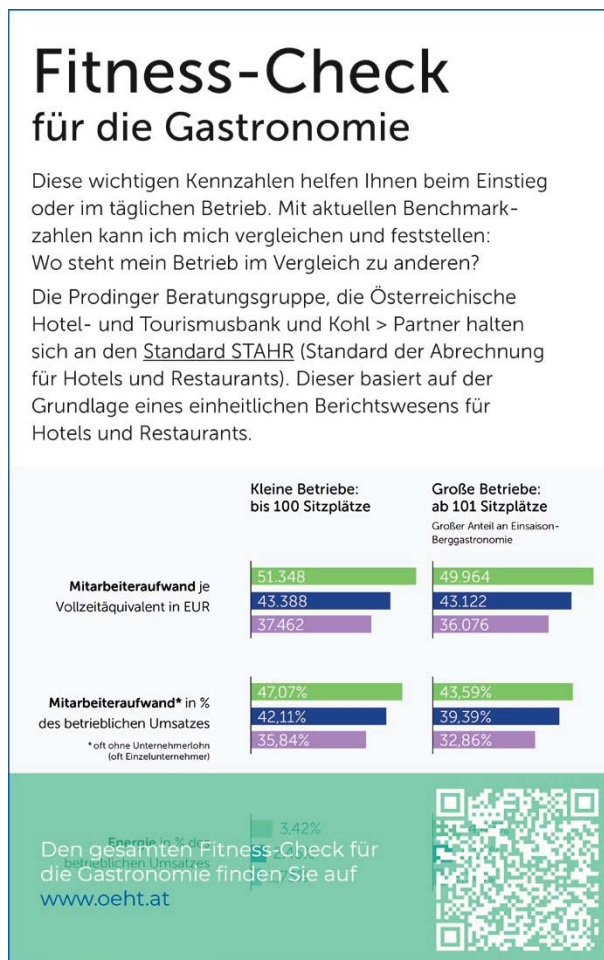 Fitness-Check
für die Gastronomie
Diese wichtigen Kennzahlen helfen Ihnen beim Einstieg
oder im täglichen Betrieb. Mit aktuellen Benchmark-
zahlen kann ich mich vergleichen und feststellen:
Wo steht mein Betrieb im Vergleich zu anderen?
Die Prodinger Beratungsgruppe, die Österreichische
Hotel- und Tourismusbank und Kohl > Partner halten
sich an den Standard STAHR (Standard der Abrechnung
für Hotels und Restaurants). Dieser basiert auf der
Grundlage eines einheitlichen Berichtswesens für
Hotels und Restaurants.
Kleine Betriebe:
bis 100 Sitzplätze
Große Betriebe:
ab 101 Sitzplätze
Großer Anteil an Einsaison-
Berggastronomie
Mitarbeiteraufwand je
Vollzeitäquivalent in EUR
51.348
43.388
37.462
49.964
43.122
36.076
Mitarbeiteraufwand* in %
des betrieblichen Umsatzes
*oft ohne Unternehmerlohn
(oft Einzelunternehmer)
47,07%
42,11%
35,84%
43,59%
39,39%
32,86%
Energie in % des
betrieblichen Umsatzes
3,42%
Den gesamten Fitness-Check für
die Gastronomie finden Sie auf
www.oeht.at